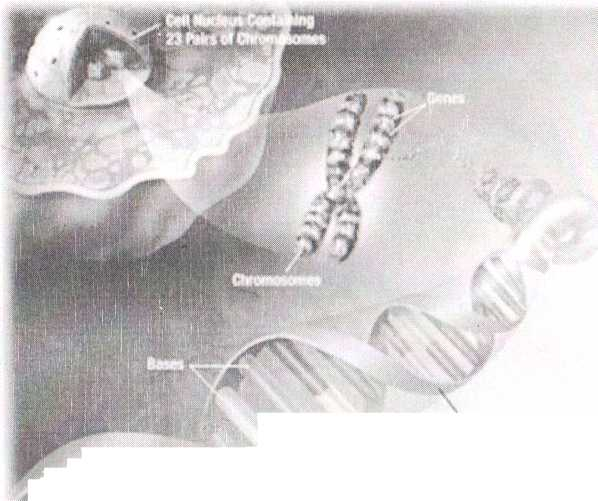 Cell Nucleus Containing
23 Pairs of Chromosomes
Genes
Chromosomes
Bases